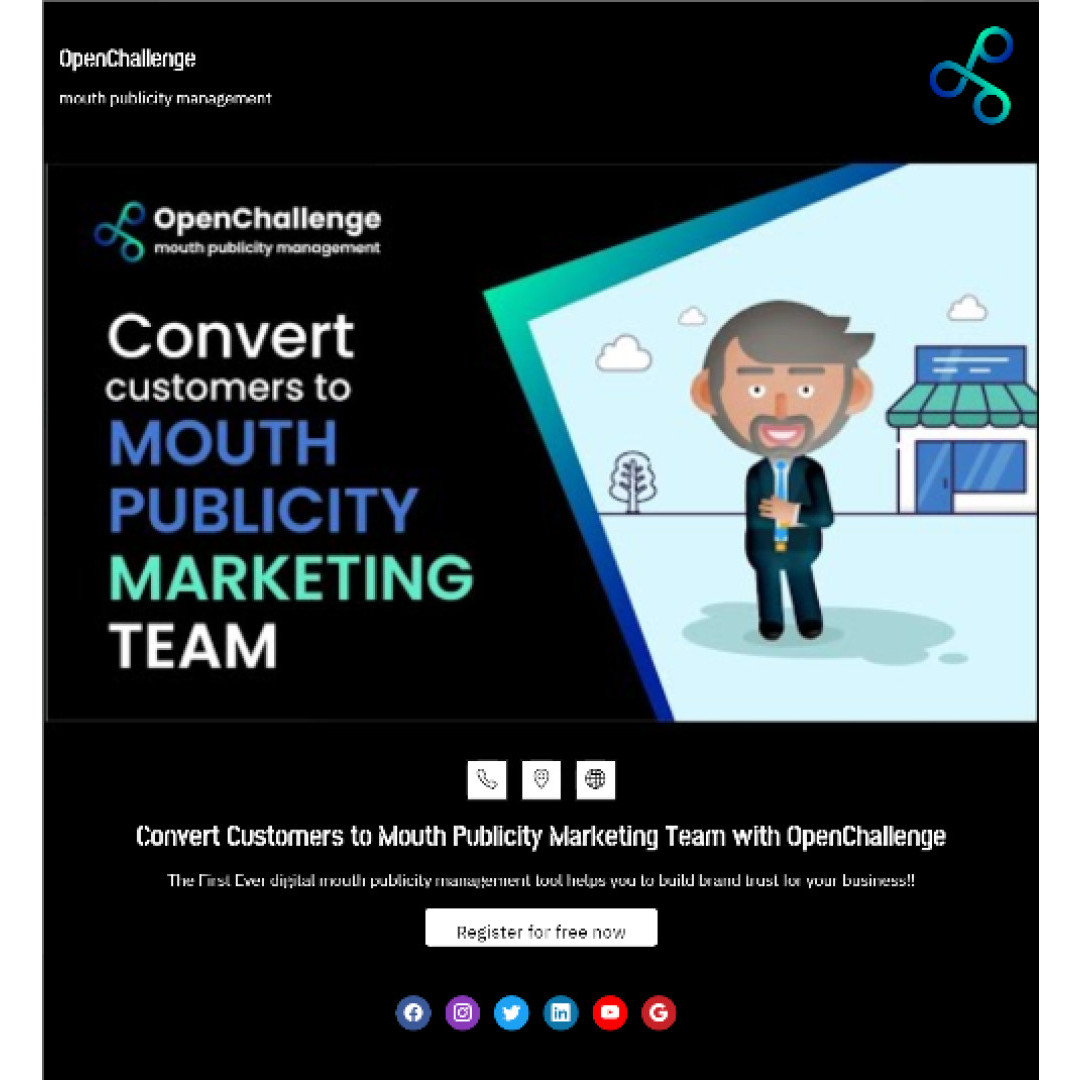 OpenChallenge
mouth publicity management
OpenChallenge
mouth publicity management
Convert
customers to
MOUTH
PUBLICITY
MARKETING
TEAM
Convert Customers to Mouth Publicity Marketing Team with OpenChallenge
The First Ever digital mouth publicity management tool helps you to build brand trust for your business!!
Register for free now